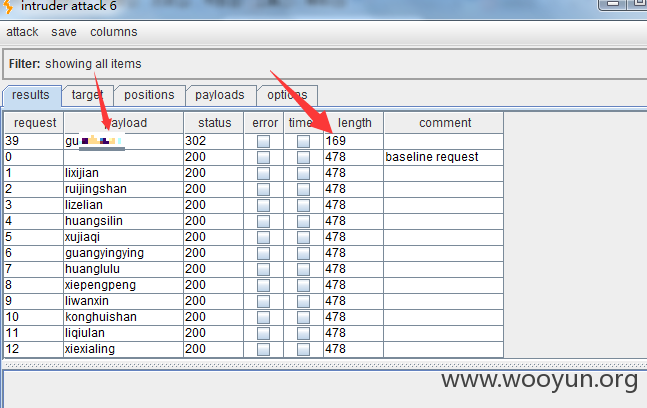 intruder attack 6
attack save columns
Filter: showing all items
results target positions payloads options
request payload status error time length comment
39 gu 302 169
0 200 478 baseline request
1 lixijian 200 478
2 ruijingshan 200 478
3 lizelian 200 478
4 huangsilin 200 478
5 xujiaqi 200 478
6 guangyingying 200 478
7 huanglulu 200 478
8 xiepengpeng 200 478
9 liwanxin 200 478
10 konghuishan 200 478
11 liqiulan 200 478
12 xiexialing 200 478
www.wooyun.org